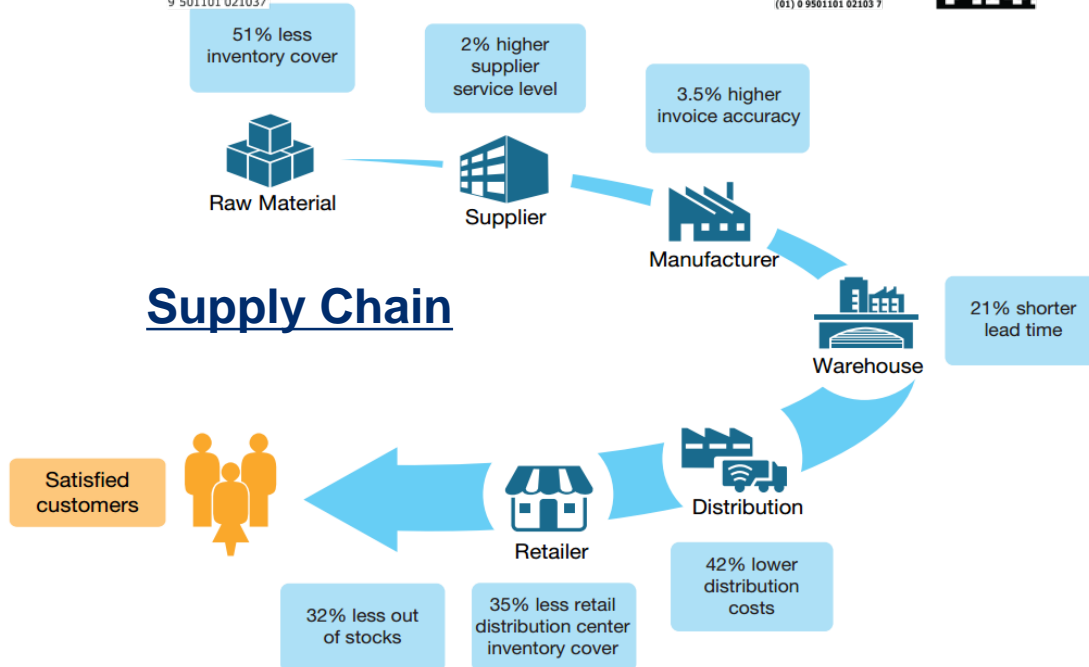 9 501101 021037
(01) 0 9501101 02103 7
51% less
inventory cover
2% higher
supplier
service level
3.5% higher
invoice accuracy
Raw Material
Supplier
Manufacturer
Supply Chain
21% shorter
lead time
Warehouse
Satisfied
customers
Distribution
Retailer
42% lower
distribution
costs
32% less out
of stocks
35% less retail
distribution center
inventory cover